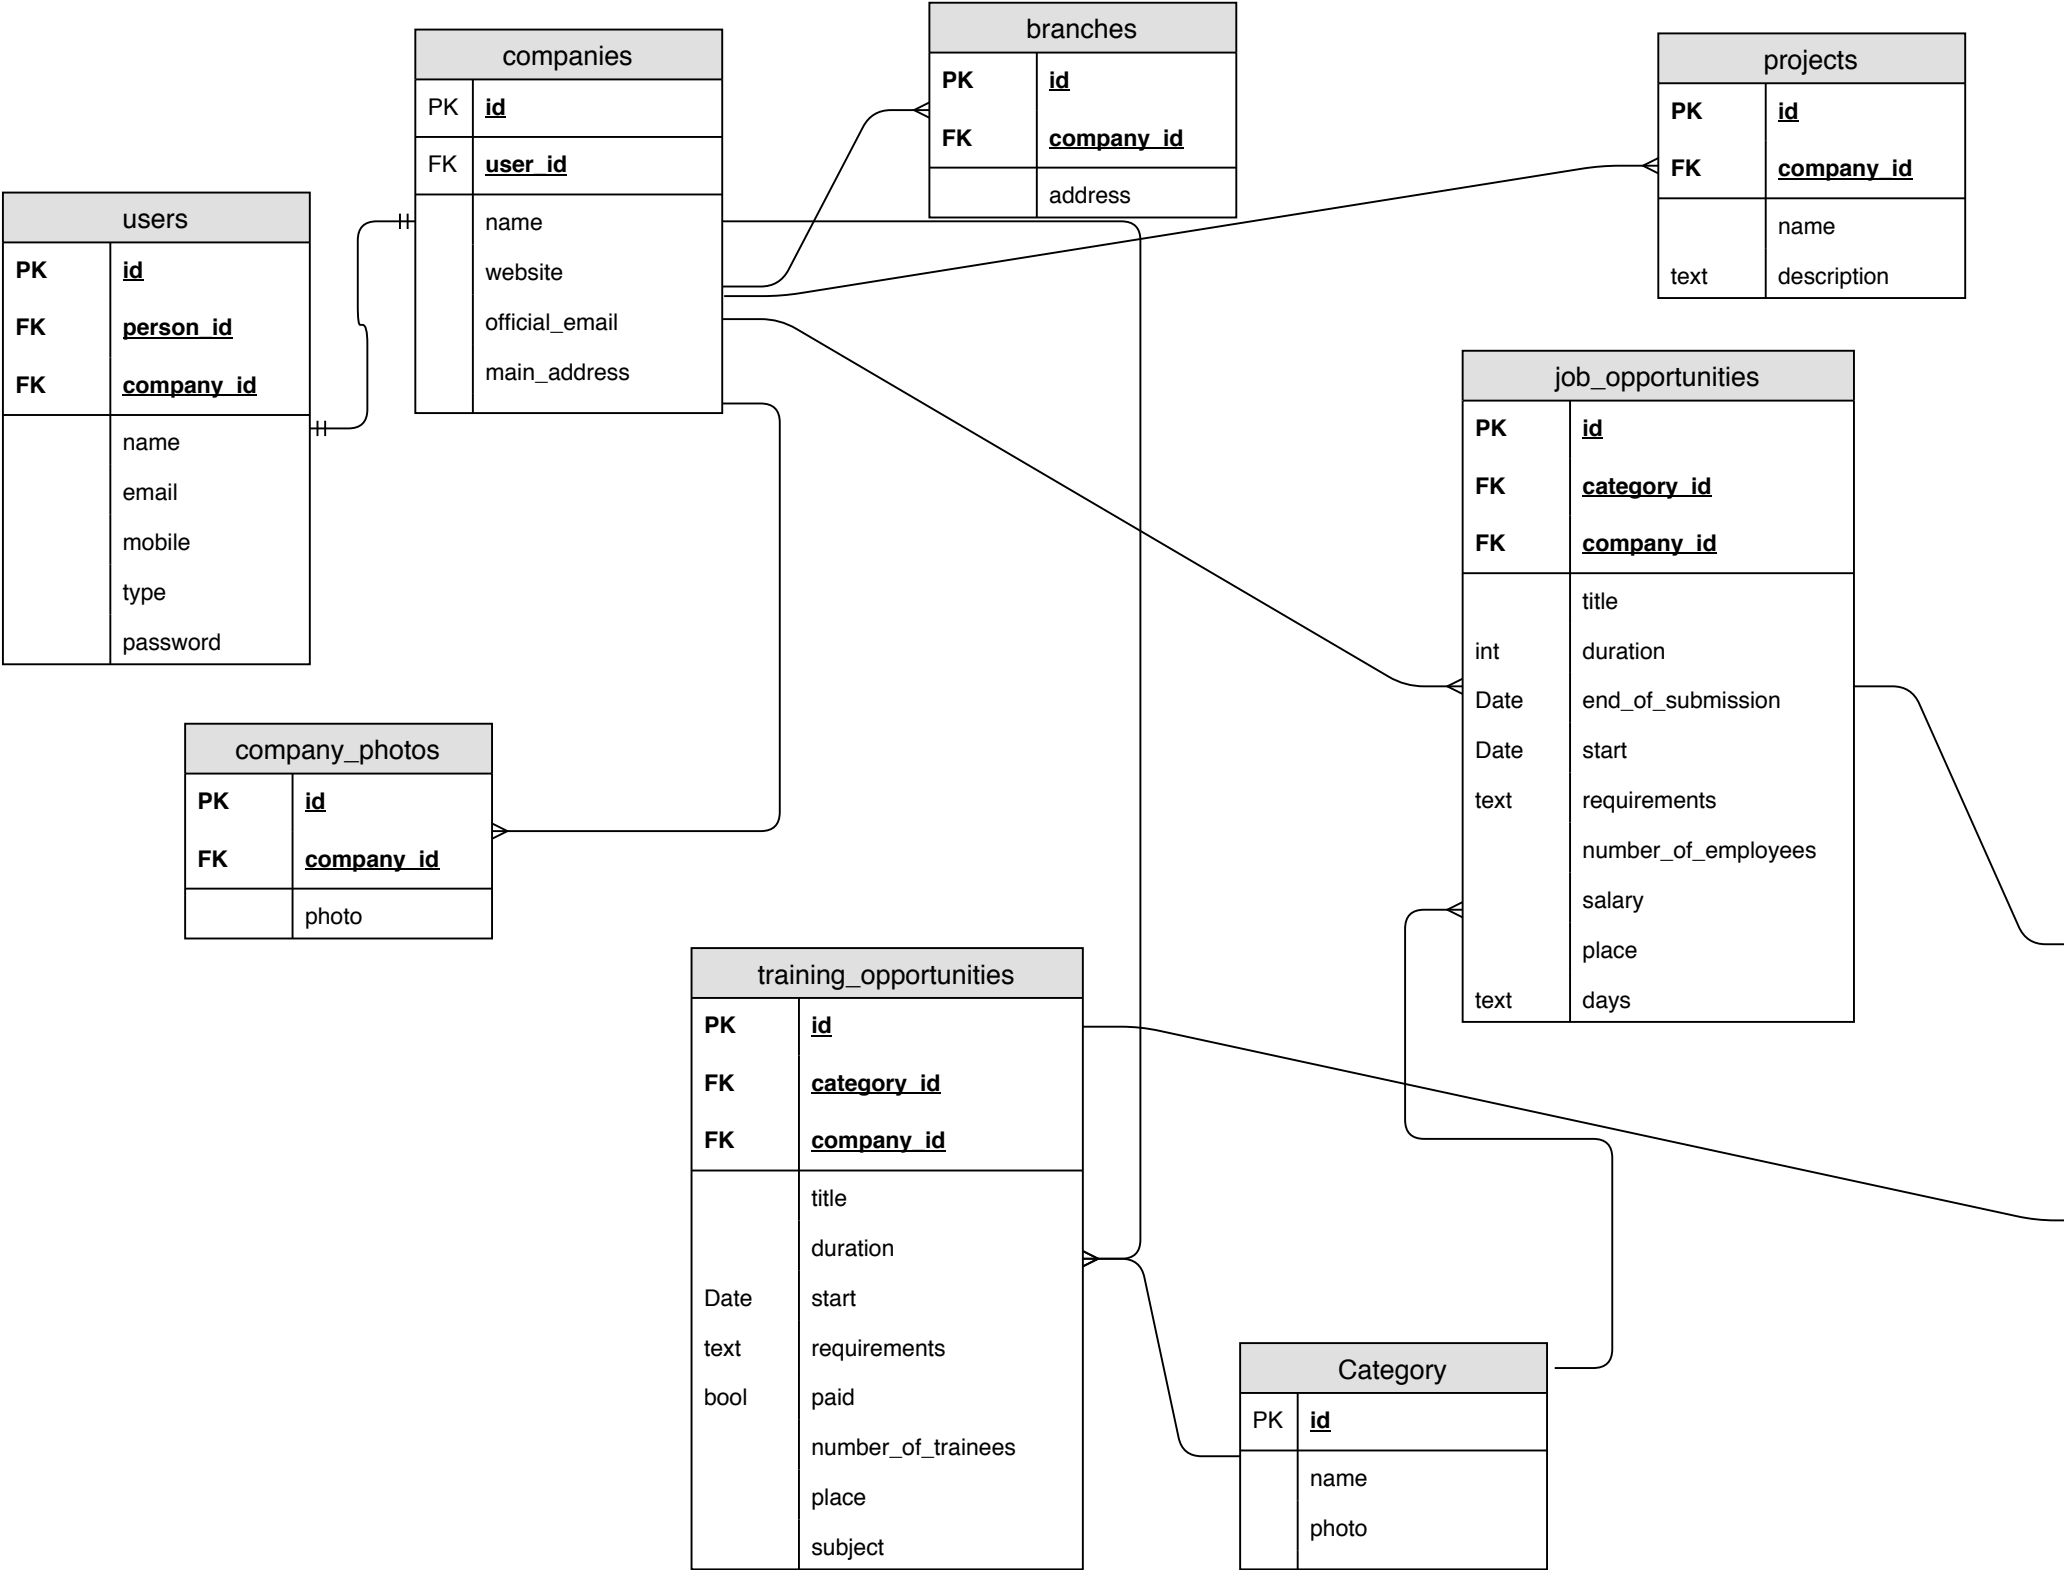 companies
PK id
FK user_id
name
website
official_email
main_address
branches
PK id
FK company_id
address
projects
PK id
FK company_id
name
text description
users
PK id
FK person_id
FK company_id
name
email
mobile
type
password
job_opportunities
PK id
FK category_id
FK company_id
title
int duration
Date end_of_submission
Date start
text requirements
number_of_employees
salary
place
text days
company_photos
PK id
FK company_id
photo
training_opportunities
PK id
FK category_id
FK company_id
title
duration
Date start
text requirements
bool paid
number_of_trainees
place
subject
Category
PK id
name
photo